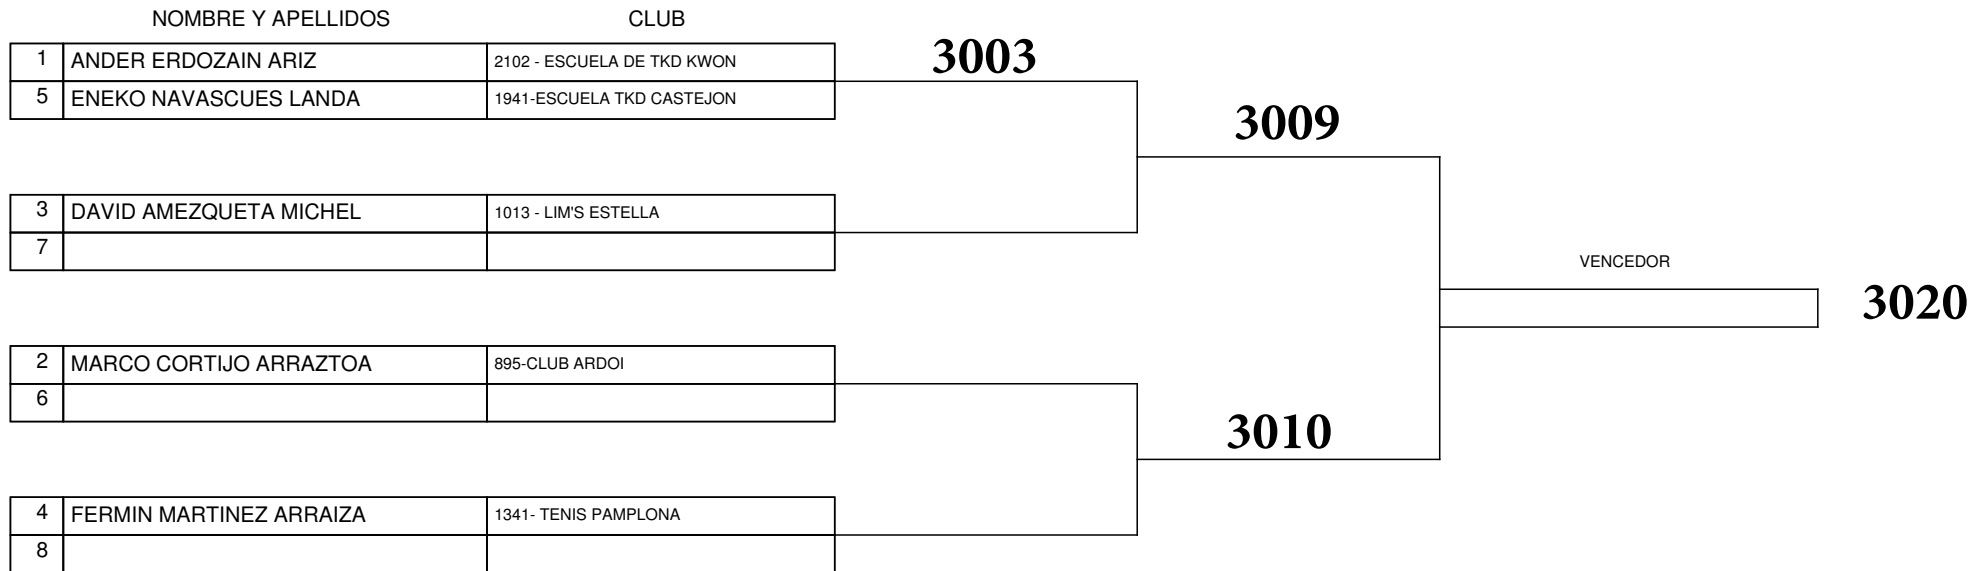 NOMBRE Y APELLIDOS CLUB
1 ANDER ERDOZAIN ARIZ 2102 - ESCUELA DE TKD KWON 3003
5 ENEKO NAVASCUES LANDA 1941-ESCUELA TKD CASTEJON
3009
3 DAVID AMEZQUETA MICHEL 1013 - LIM'S ESTELLA
7
VENCEDOR
3020
2 MARCO CORTIJO ARRAZTOA 895-CLUB ARDOI
6
3010
4 FERMIN MARTINEZ ARRAIZA 1341- TENIS PAMPLONA
8